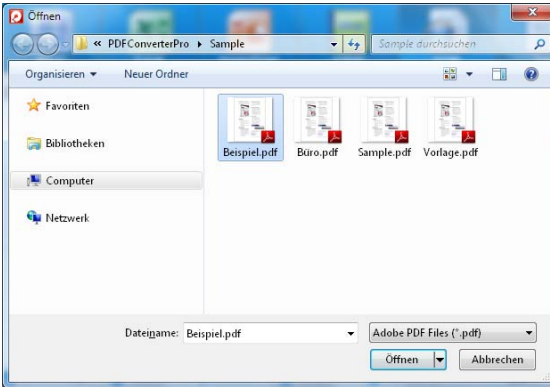 Öffnen
« PDFConverterPro ▸ Sample
Sample durchsuchen
Organisieren Neuer Ordner
Favoriten
Bibliotheken
Computer
Netzwerk
Beispiel.pdf Büro.pdf Sample.pdf Vorlage.pdf
Dateiname: Beispiel.pdf
Adobe PDF Files (*.pdf)
Öffnen Abbrechen